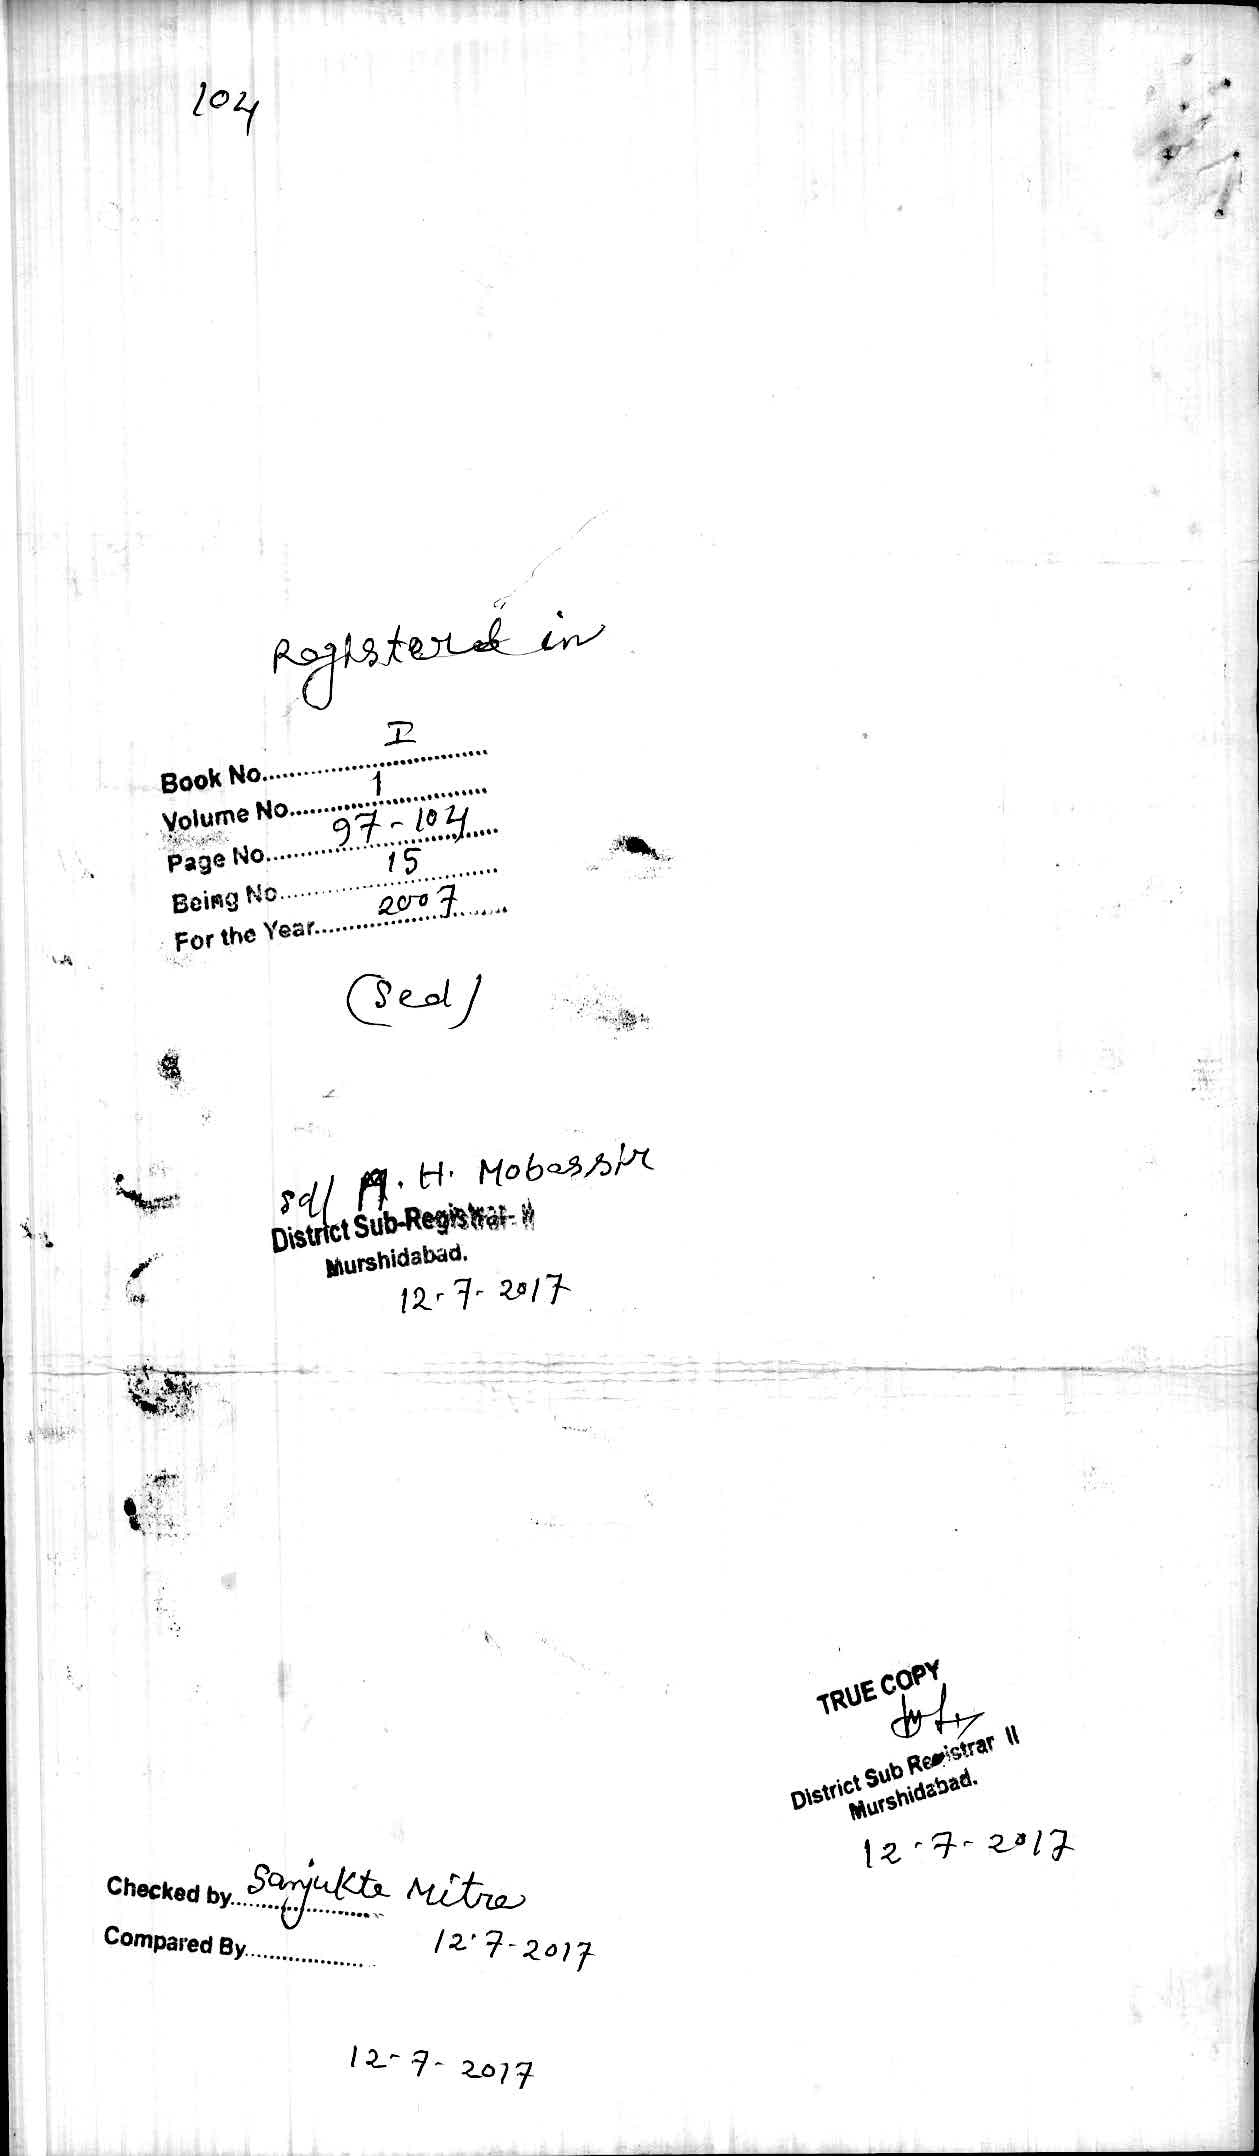 104
Registered in
Book No. I
Volume No. 1
Page No. 97-104
Being No. 15
For the Year 2007
(Sed)
sd/ A. H. Mobassir
District Sub-Registrar- II
Murshidabad.
12-7-2017
TRUE COPY
District Sub Registrar II
Murshidabad.
12-7-2017
Checked by Sanjukta Mitra
Compared By 12-7-2017
12-7-2017